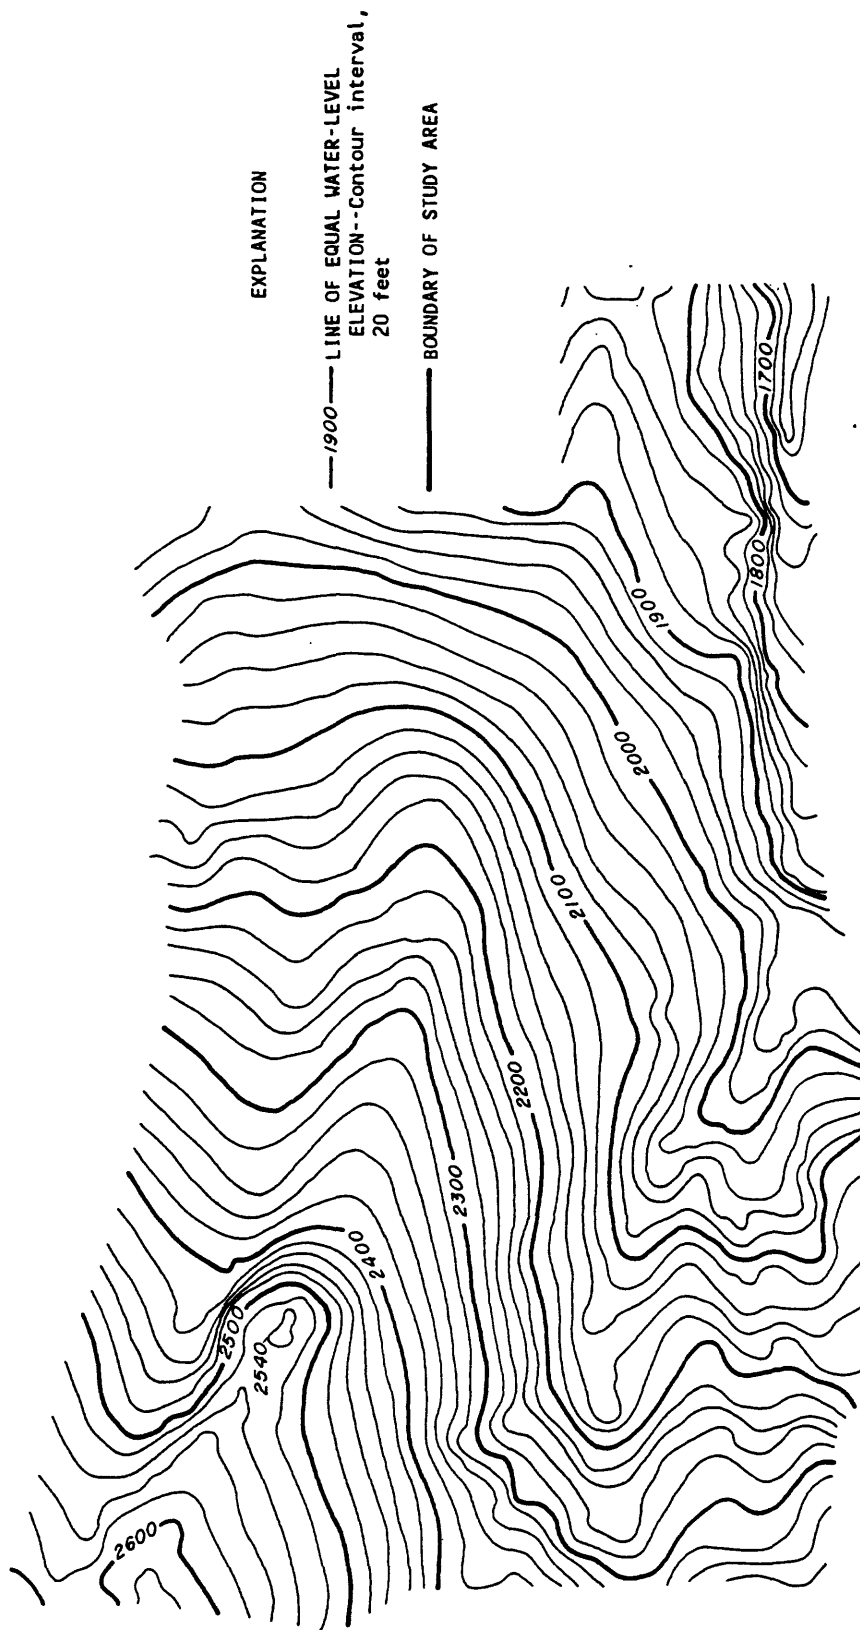 EXPLANATION
1900
LINE OF EQUAL WATER-LEVEL
ELEVATION--Contour interval,
20 feet
BOUNDARY OF STUDY AREA
2600
2500
2540
2400
2300
2200
2100
2000
1900
1800
1700